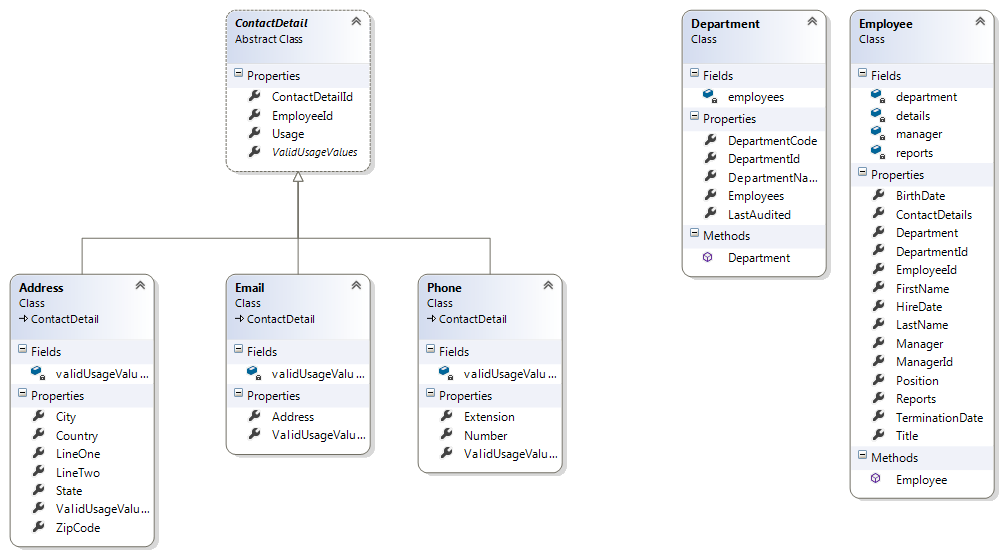 ContactDetail
Abstract Class
Properties
ContactDetailId
EmployeeId
Usage
ValidUsageValues
Address
Class
ContactDetail
Fields
validUsageValu...
Properties
City
Country
LineOne
LineTwo
State
ValidUsageValu...
ZipCode
Email
Class
ContactDetail
Fields
validUsageValu...
Properties
Address
ValidUsageValu...
Phone
Class
ContactDetail
Fields
validUsageValu...
Properties
Extension
Number
ValidUsageValu...
Department
Class
Fields
employees
Properties
DepartmentCode
DepartmentId
DepartmentNa...
Employees
LastAudited
Methods
Department
Employee
Class
Fields
department
details
manager
reports
Properties
BirthDate
ContactDetails
Department
DepartmentId
EmployeeId
FirstName
HireDate
LastName
Manager
ManagerId
Position
Reports
TerminationDate
Title
Methods
Employee